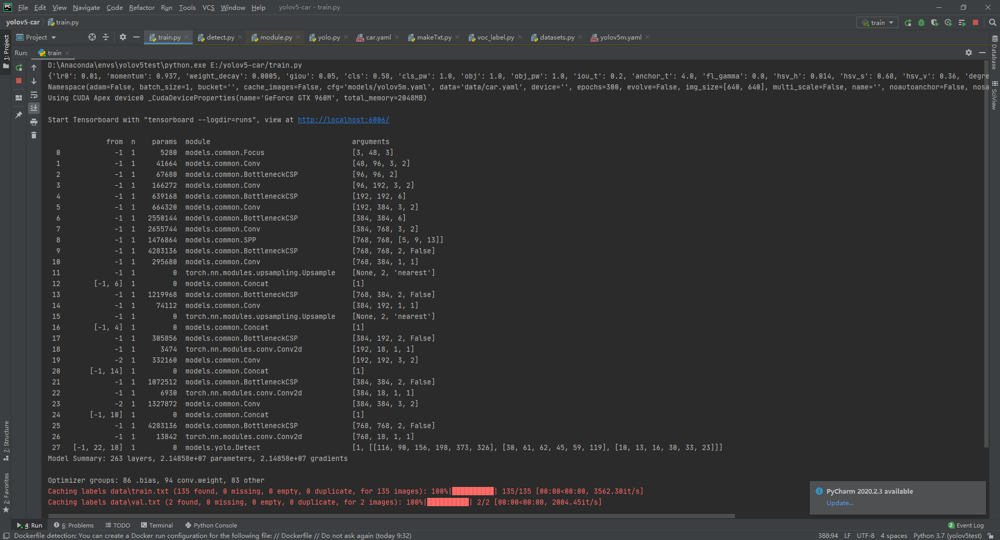 PC File Edit View Navigate Code Refactor Run Tools VCS Window Help yolov5-car - train.py
yolov5-car train.py train
Project train.py detect.py module.py yolo.py car.yaml makeTxt.py voc_label.py datasets.py yolov5m.yaml
1: Project
Run: train
D:\Anaconda\envs\yolov5test\python.exe E:/yolov5-car/train.py
{'lr0': 0.01, 'momentum': 0.937, 'weight_decay': 0.0005, 'giou': 0.05, 'cls': 0.58, 'cls_pw': 1.0, 'obj': 1.0, 'obj_pw': 1.0, 'iou_t': 0.2, 'anchor_t': 4.0, 'fl_gamma': 0.0, 'hsv_h': 0.014, 'hsv_s': 0.68, 'hsv_v': 0.36, 'degre
Namespace(adam=False, batch_size=1, bucket='', cache_images=False, cfg='models/yolov5m.yaml', data='data/car.yaml', device='', epochs=300, evolve=False, img_size=[640, 640], multi_scale=False, name='', noautoanchor=False, nosa
Using CUDA Apex device0 _CudaDeviceProperties(name='GeForce GTX 960M', total_memory=2048MB)
Start Tensorboard with "tensorboard --logdir=runs", view at http://localhost:6006/
from n params module arguments
0 -1 1 5280 models.common.Focus [3, 48, 3]
1 -1 1 41664 models.common.Conv [48, 96, 3, 2]
2 -1 1 67680 models.common.BottleneckCSP [96, 96, 2]
3 -1 1 166272 models.common.Conv [96, 192, 3, 2]
4 -1 1 639168 models.common.BottleneckCSP [192, 192, 6]
5 -1 1 664320 models.common.Conv [192, 384, 3, 2]
6 -1 1 2550144 models.common.BottleneckCSP [384, 384, 6]
7 -1 1 2655744 models.common.Conv [384, 768, 3, 2]
8 -1 1 1476864 models.common.SPP [768, 768, [5, 9, 13]]
9 -1 1 4283136 models.common.BottleneckCSP [768, 768, 2, False]
10 -1 1 295680 models.common.Conv [768, 384, 1, 1]
11 -1 1 0 torch.nn.modules.upsampling.Upsample [None, 2, 'nearest']
12 [-1, 6] 1 0 models.common.Concat [1]
13 -1 1 1219968 models.common.BottleneckCSP [768, 384, 2, False]
14 -1 1 74112 models.common.Conv [384, 192, 1, 1]
15 -1 1 0 torch.nn.modules.upsampling.Upsample [None, 2, 'nearest']
16 [-1, 4] 1 0 models.common.Concat [1]
17 -1 1 305856 models.common.BottleneckCSP [384, 192, 2, False]
18 -1 1 3474 torch.nn.modules.conv.Conv2d [192, 18, 1, 1]
19 -2 1 332160 models.common.Conv [192, 192, 3, 2]
20 [-1, 14] 1 0 models.common.Concat [1]
21 -1 1 1072512 models.common.BottleneckCSP [384, 384, 2, False]
22 -1 1 6930 torch.nn.modules.conv.Conv2d [384, 18, 1, 1]
23 -2 1 1327872 models.common.Conv [384, 384, 3, 2]
24 [-1, 10] 1 0 models.common.Concat [1]
25 -1 1 4283136 models.common.BottleneckCSP [768, 768, 2, False]
26 -1 1 13842 torch.nn.modules.conv.Conv2d [768, 18, 1, 1]
27 [-1, 22, 18] 1 0 models.yolo.Detect [1, [[116, 90, 156, 198, 373, 326], [30, 61, 62, 45, 59, 119], [10, 13, 16, 30, 33, 23]]]
Model Summary: 263 layers, 2.14858e+07 parameters, 2.14858e+07 gradients
Optimizer groups: 86 .bias, 94 conv.weight, 83 other
Caching labels data\train.txt (135 found, 0 missing, 0 empty, 0 duplicate, for 135 images): 100%|██████████| 135/135 [00:00<00:00, 3562.30it/s]
Caching labels data\val.txt (2 found, 0 missing, 0 empty, 0 duplicate, for 2 images): 100%|██████████| 2/2 [00:00<00:00, 2004.45it/s]
Database
SciView
7: Structure
2: Favorites
PyCharm 2020.2.3 available
Update...
4: Run 6: Problems TODO Terminal Python Console 2 Event Log
Dockerfile detection: You can create a Docker run configuration for the following file: // Dockerfile // Do not ask again (today 9:32) 388:94 LF UTF-8 4 spaces Python 3.7 (yolov5test)